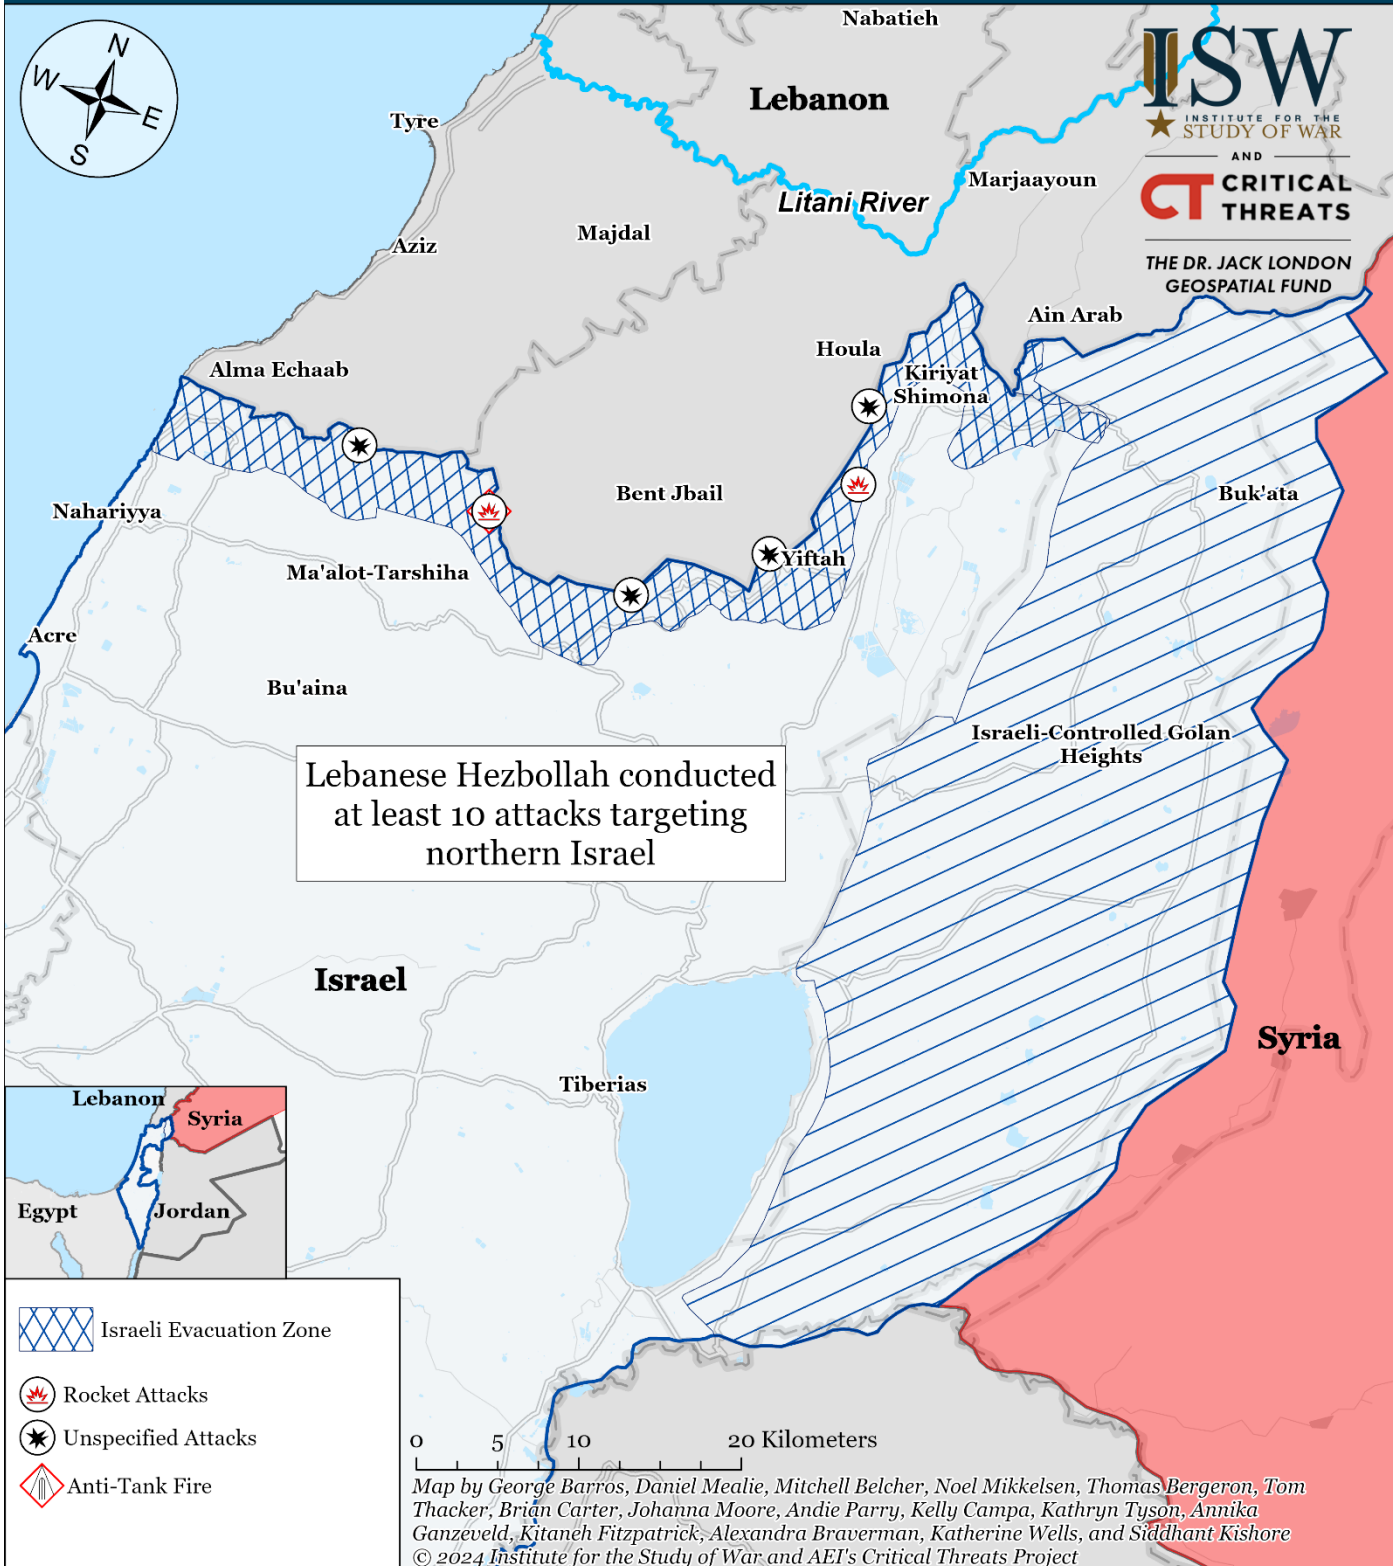 N
W
E
S
Nabatieh
Lebanon
ISW
INSTITUTE FOR THE
STUDY OF WAR
AND
CT CRITICAL
THREATS
THE DR. JACK LONDON
GEOSPATIAL FUND
Tyre
Marjaayoun
Litani River
Majdal
Aziz
Ain Arab
Houla
Alma Echaab
Kiriyat
Shimona
Bent Jbail
Buk'ata
Nahariyya
Yiftah
Ma'alot-Tarshiha
Acre
Bu'aina
Israeli-Controlled Golan
Heights
Lebanese Hezbollah conducted
at least 10 attacks targeting
northern Israel
Israel
Syria
Tiberias
Lebanon
Syria
Egypt
Jordan
Israeli Evacuation Zone
Rocket Attacks
Unspecified Attacks
Anti-Tank Fire
0 5 10 20 Kilometers
Map by George Barros, Daniel Mealie, Mitchell Belcher, Noel Mikkelsen, Thomas Bergeron, Tom
Thacker, Brian Carter, Johanna Moore, Andie Parry, Kelly Campa, Kathryn Tyson, Annika
Ganzeveld, Kitaneh Fitzpatrick, Alexandra Braverman, Katherine Wells, and Siddhant Kishore
© 2024 Institute for the Study of War and AEI's Critical Threats Project